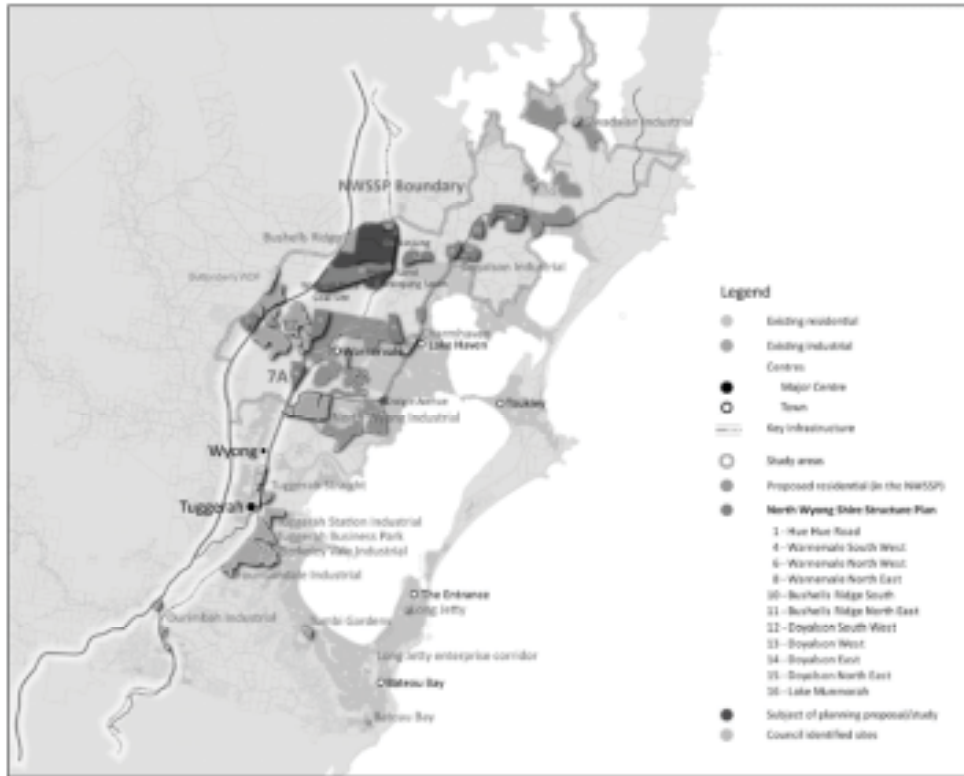 Gwandalan Industrial
NWSSP Boundary
Bushells Ridge
Doyalson Industrial
Lake Haven
Warnervale
7A
North Wyong Industrial
Toukley
Wyong
Tuggerah Straight
Tuggerah
Tuggerah Station Industrial
Tuggerah Business Park
Berkeley Vale Industrial
Fountaindale Industrial
The Entrance
Long Jetty
Ourimbah Industrial
Tumbi Gardens
Long Jetty enterprise corridor
Bateau Bay
Bateau Bay
Legend
Existing residential
Existing industrial
Centres
Major Centre
Town
Key Infrastructure
Study areas
Proposed residential (in the NWSSP)
North Wyong Shire Structure Plan
1 - Hue Hue Road
4 - Warnervale South West
6 - Warnervale North West
8 - Warnervale North East
10 - Bushells Ridge South
11 - Bushells Ridge North East
12 - Doyalson South West
13 - Doyalson West
14 - Doyalson East
15 - Doyalson North East
16 - Lake Munmorah
Subject of planning proposal/study
Council identified sites